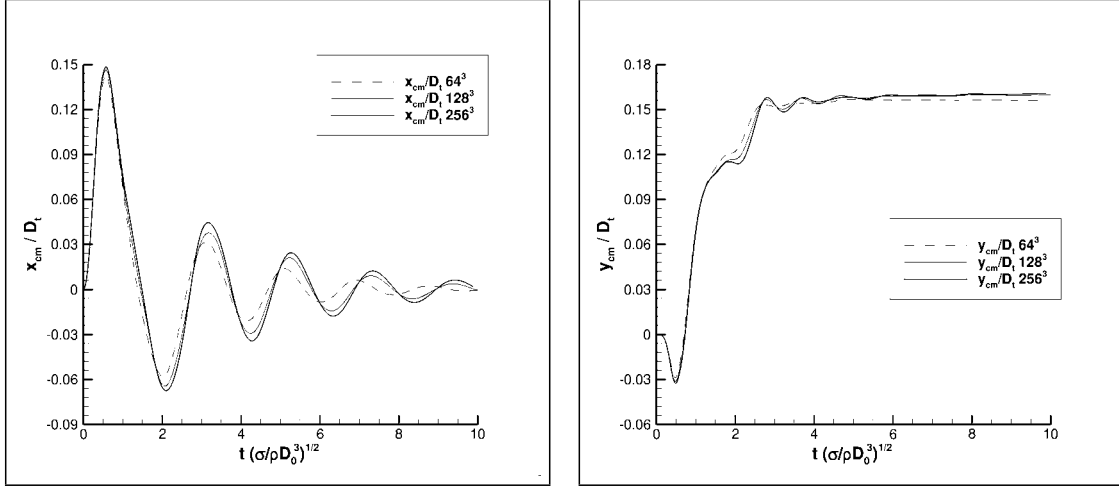 0.15
0.12
0.09
0.06
0.03
0
-0.03
-0.06
-0.09
0 2 4 6 8 10
x_cm / D_t
t (σ/ρD₀³)^1/2
x_cm/D_t 64³
x_cm/D_t 128³
x_cm/D_t 256³
0.18
0.15
0.12
0.09
0.06
0.03
0
-0.03
-0.06
0 2 4 6 8 10
y_cm / D_t
t (σ/ρD₀³)^1/2
y_cm/D_t 64³
y_cm/D_t 128³
y_cm/D_t 256³